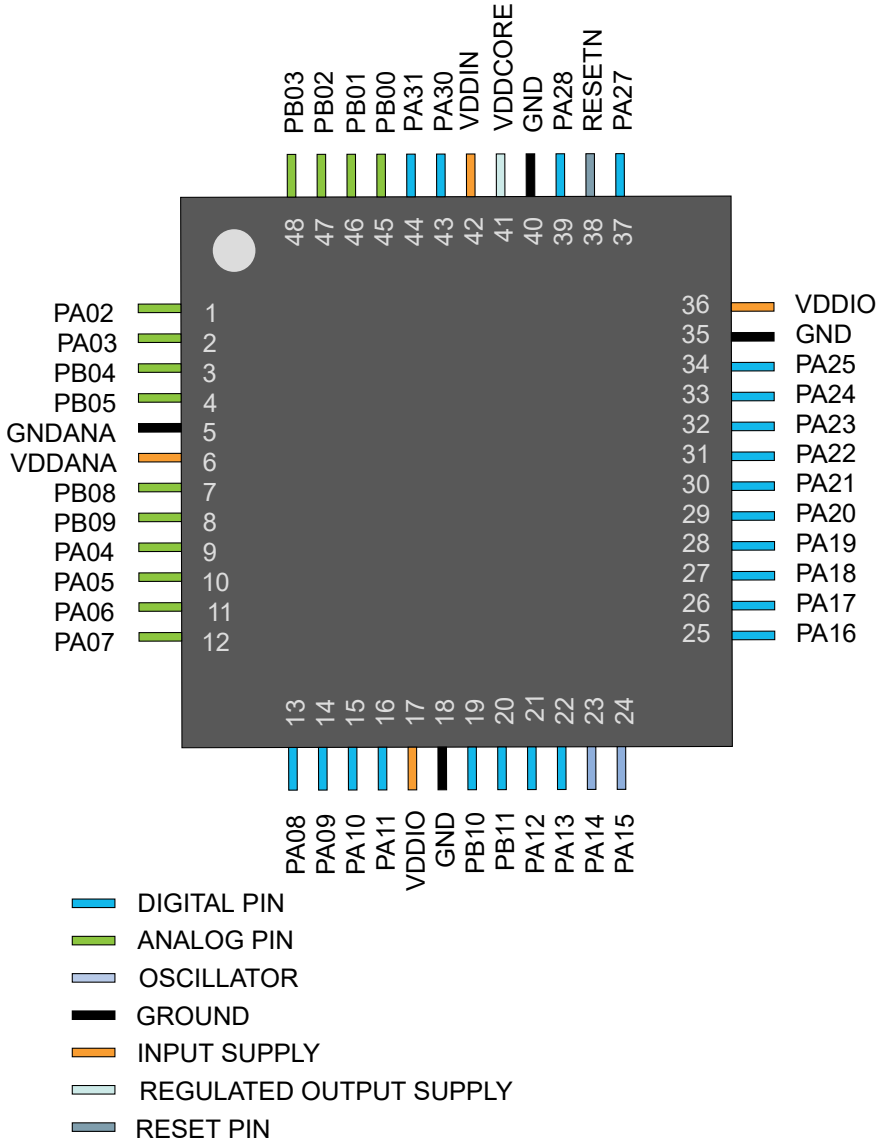 PB03
PB02
PB01
PB00
PA31
PA30
VDDIN
VDDCORE
GND
PA28
RESETN
PA27
48
47
46
45
44
43
42
41
40
39
38
37
PA02 1
PA03 2
PB04 3
PB05 4
GNDANA 5
VDDANA 6
PB08 7
PB09 8
PA04 9
PA05 10
PA06 11
PA07 12
36 VDDIO
35 GND
34 PA25
33 PA24
32 PA23
31 PA22
30 PA21
29 PA20
28 PA19
27 PA18
26 PA17
25 PA16
13
14
15
16
17
18
19
20
21
22
23
24
PA08
PA09
PA10
PA11
VDDIO
GND
PB10
PB11
PA12
PA13
PA14
PA15
DIGITAL PIN
ANALOG PIN
OSCILLATOR
GROUND
INPUT SUPPLY
REGULATED OUTPUT SUPPLY
RESET PIN